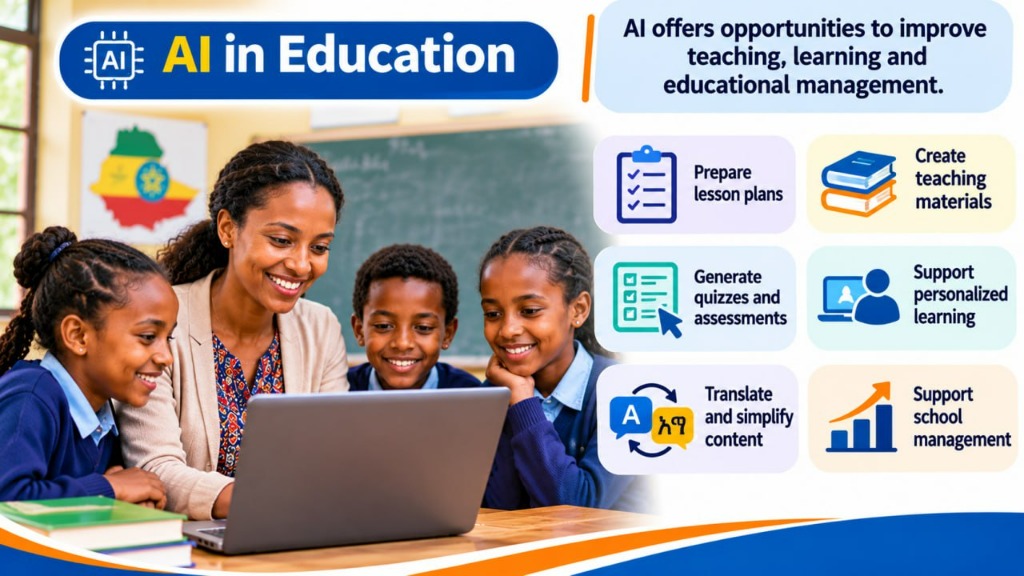 AI
AI in Education
AI offers opportunities to improve
teaching, learning and
educational management.
Prepare
lesson plans
Create
teaching
materials
Generate
quizzes and
assessments
Support
personalized
learning
A
አማ
Translate
and simplify
content
Support
school
management